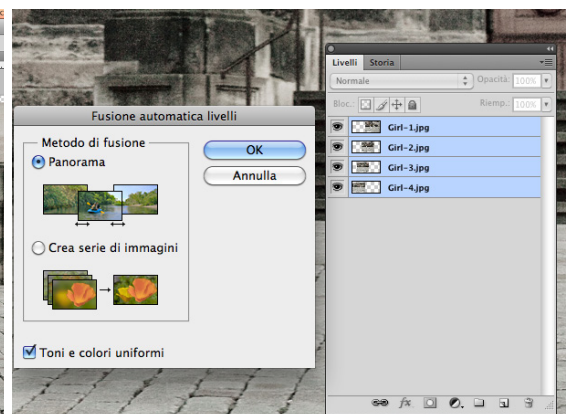 Fusione automatica livelli
Metodo di fusione
Panorama
Crea serie di immagini
Toni e colori uniformi
OK
Annulla
Livelli
Storia
Normale
Opacità: 100%
Bloc.:
Riemp.: 100%
Girl-1.jpg
Girl-2.jpg
Girl-3.jpg
Girl-4.jpg
fx